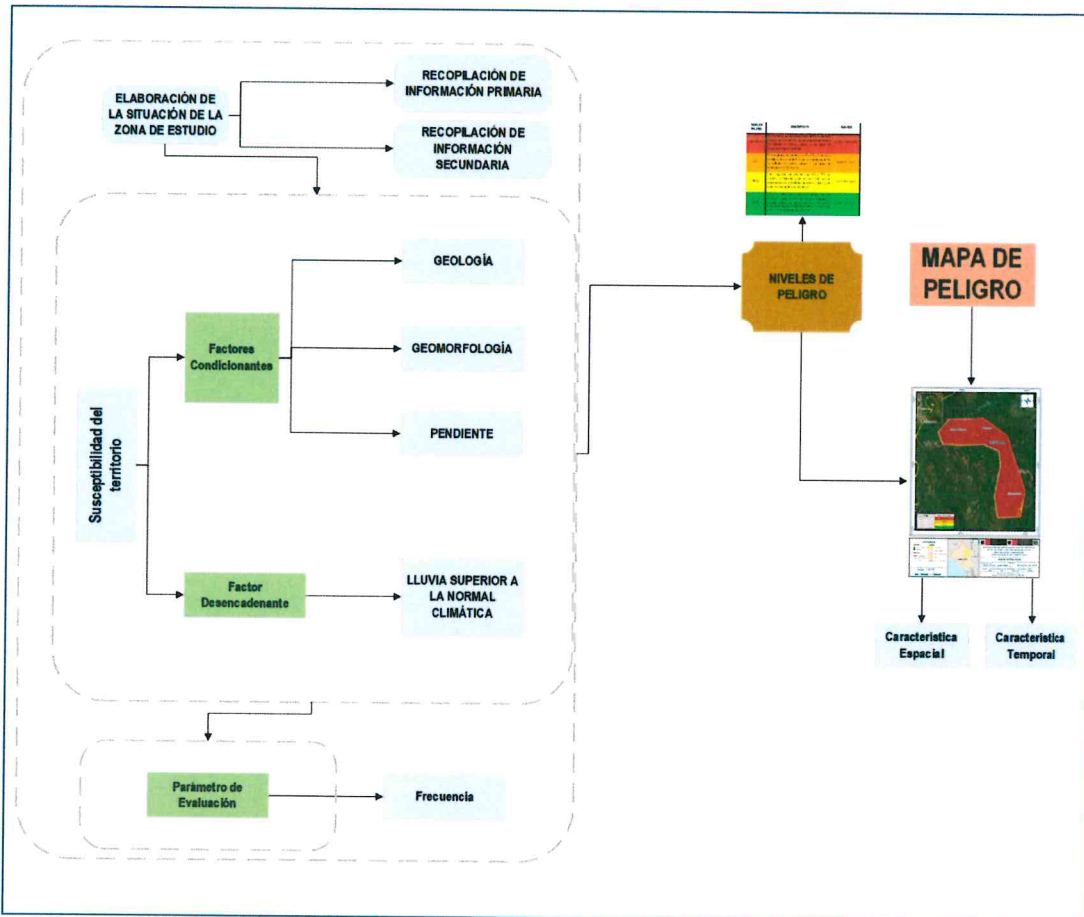 ELABORACIÓN DE
LA SITUACIÓN DE LA
ZONA DE ESTUDIO
RECOPILACIÓN DE
INFORMACIÓN PRIMARIA
RECOPILACIÓN DE
INFORMACIÓN
SECUNDARIA
Susceptibilidad del
territorio
Factores
Condicionantes
GEOLOGÍA
GEOMORFOLOGÍA
PENDIENTE
Factor
Desencadenante
LLUVIA SUPERIOR A
LA NORMAL
CLIMÁTICA
Parámetro de
Evaluación
Frecuencia
NIVELES DE
PELIGRO
MAPA DE
PELIGRO
Característica
Espacial
Característica
Temporal